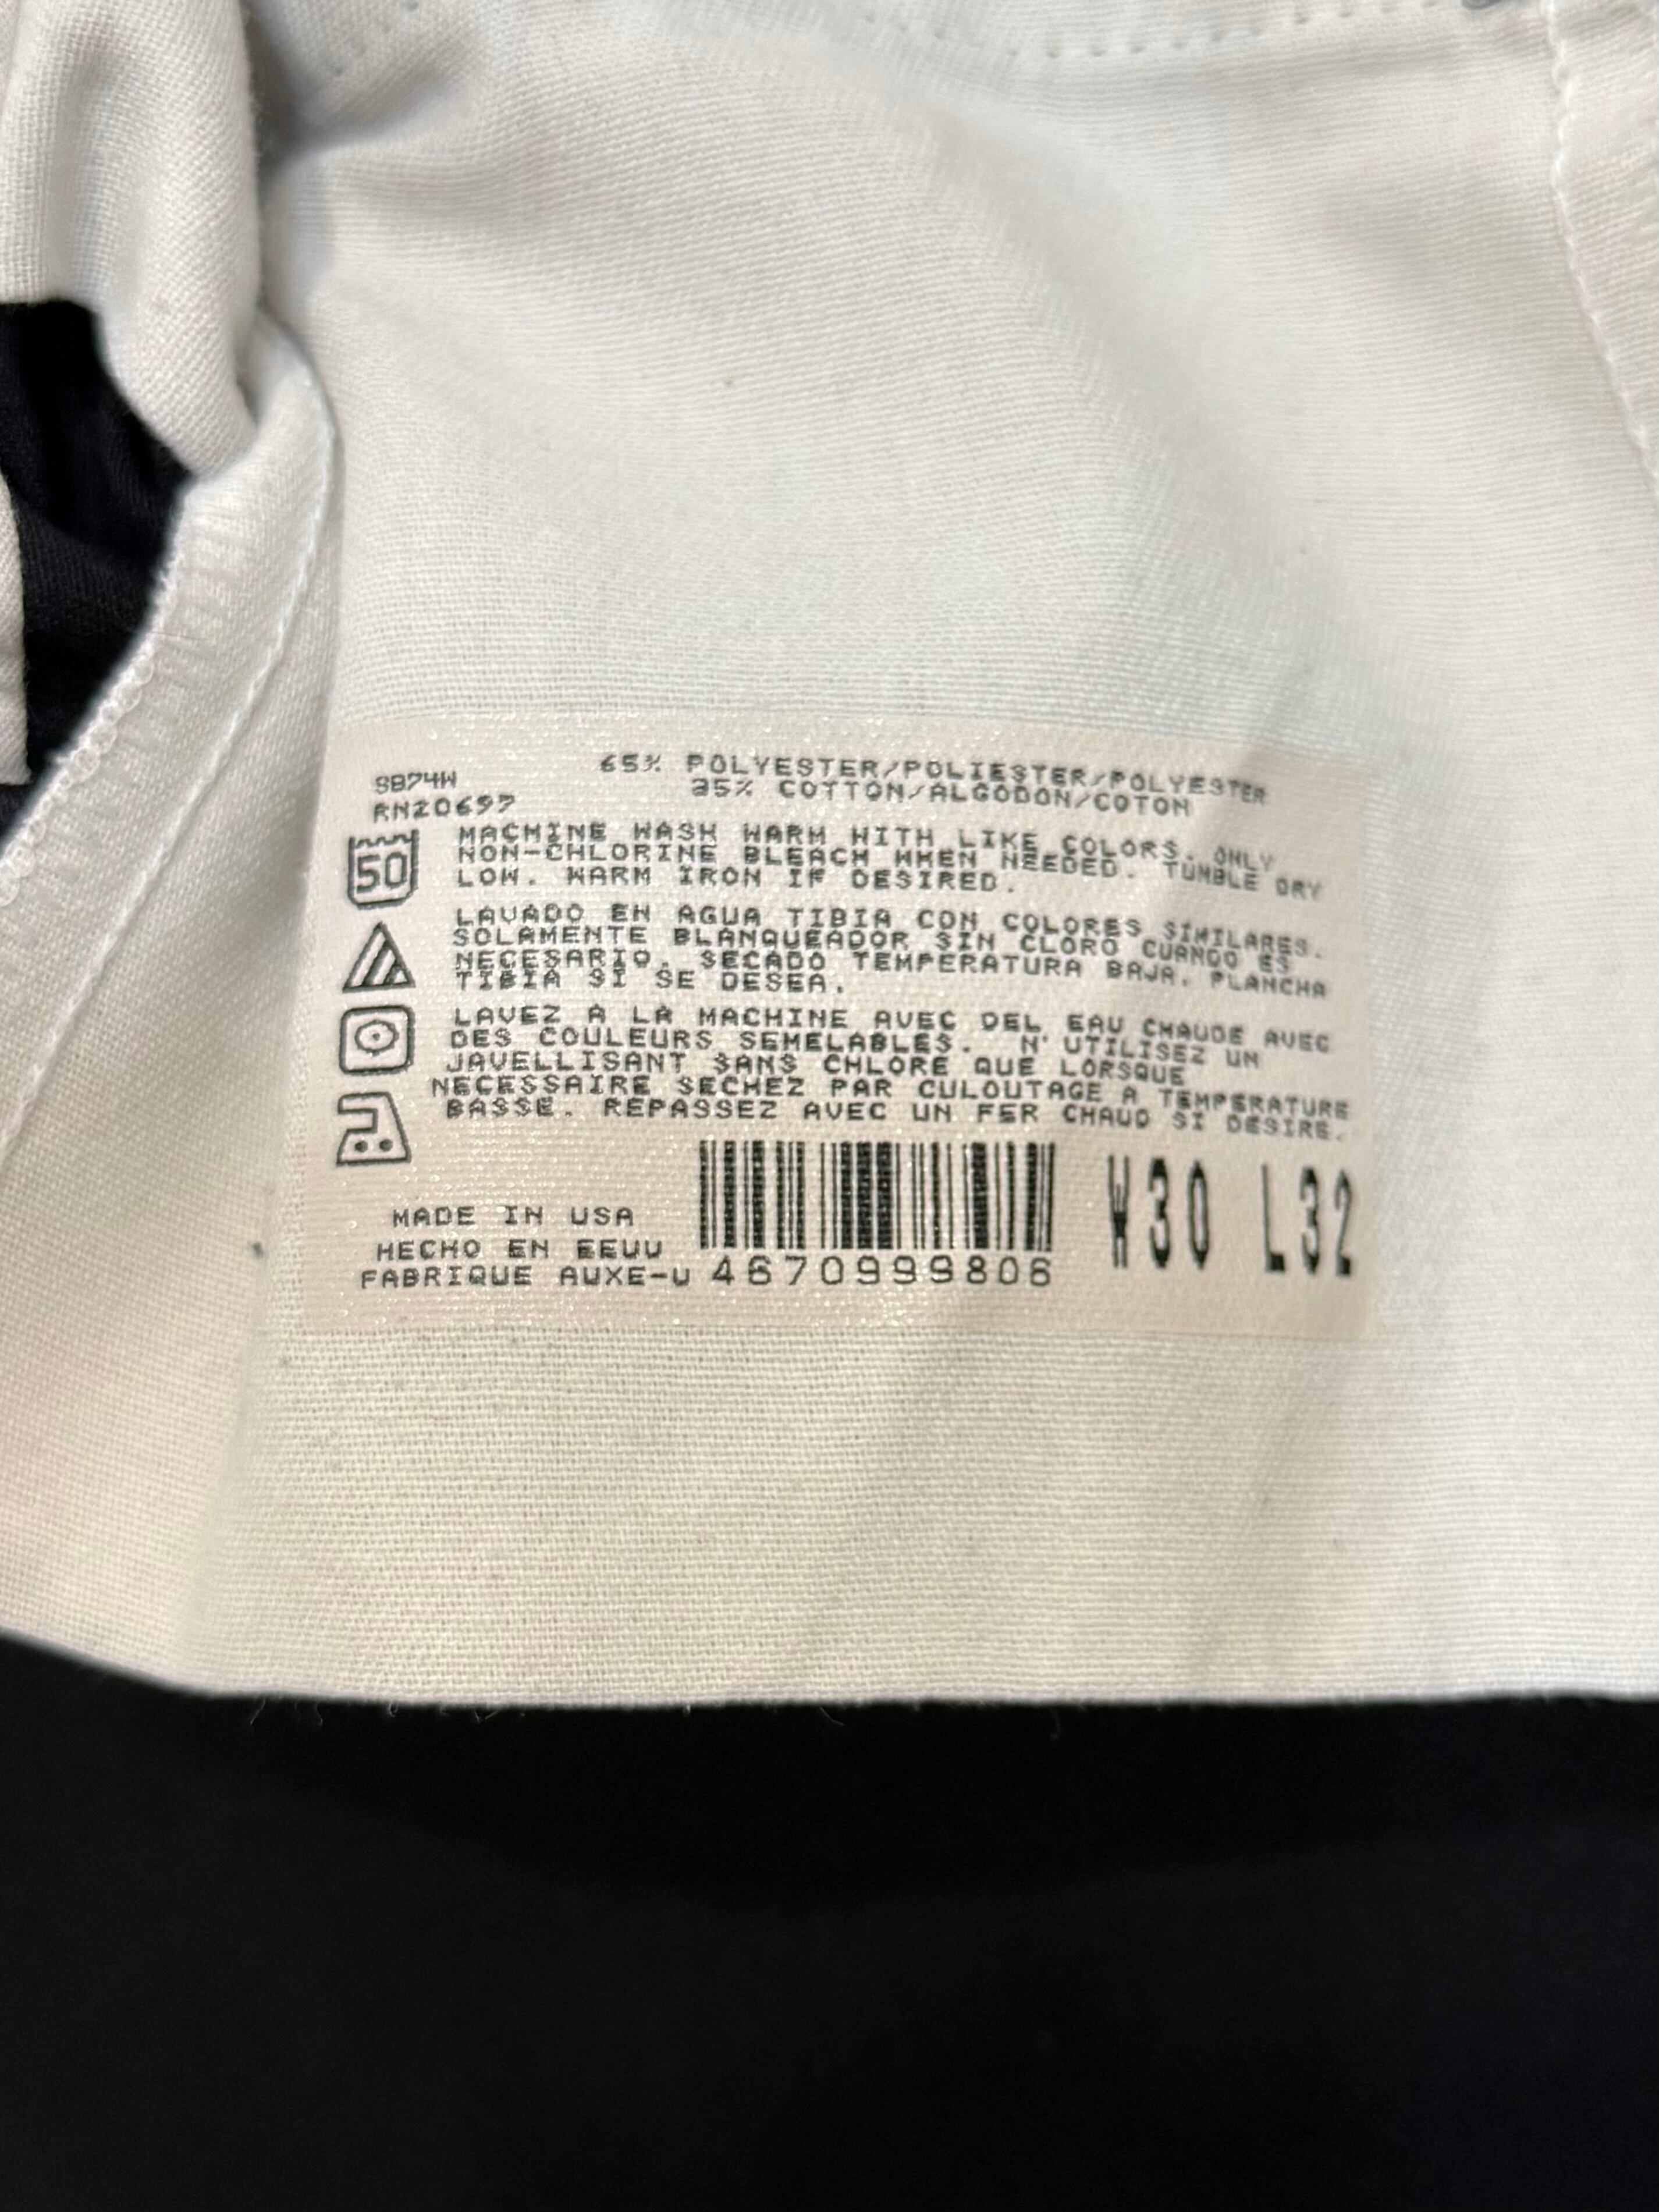 SB74W
RN20697
65% POLYESTER/POLIESTER/POLYESTER
35% COTTON/ALGODON/COTON
50
MACHINE WASH WARM WITH LIKE COLORS. ONLY
NON-CHLORINE BLEACH WHEN NEEDED. TUMBLE DRY
LOW. WARM IRON IF DESIRED.
LAVADO EN AGUA TIBIA CON COLORES SIMILARES.
SOLAMENTE BLANQUEADOR SIN CLORO CUANDO ES
NECESARIO. SECADO TEMPERATURA BAJA. PLANCHA
TIBIA SI SE DESEA.
LAVEZ A LA MACHINE AVEC DEL EAU CHAUDE AVEC
DES COULEURS SEMELABLES. N' UTILISEZ UN
JAVELLISANT SANS CHLORE QUE LORSQUE
NECESSAIRE SECHEZ PAR CULOUTAGE A TEMPERATURE
BASSE. REPASSEZ AVEC UN FER CHAUD SI DESIRE.
MADE IN USA
HECHO EN EEUU
FABRIQUE AUXE-U
4670999806
W30 L32